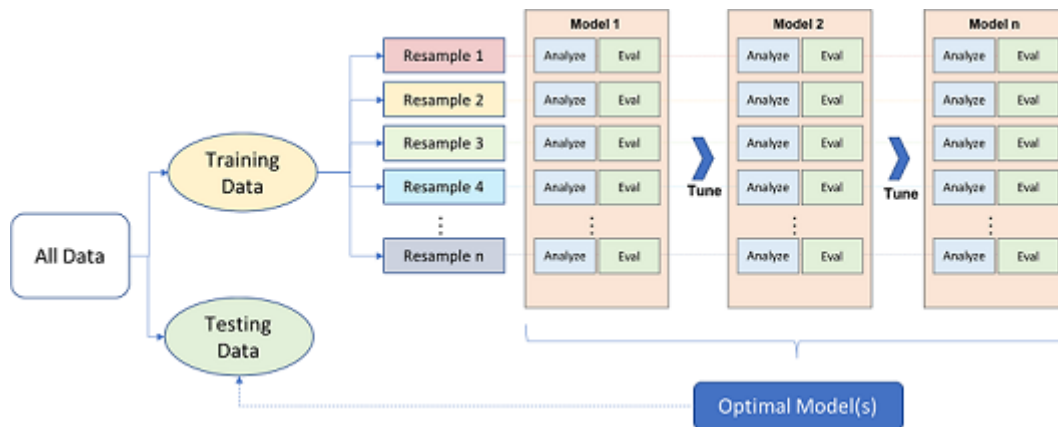 Model 1
Model 2
Model n
Resample 1
Analyze
Eval
Analyze
Eval
Analyze
Eval
Resample 2
Analyze
Eval
Analyze
Eval
Analyze
Eval
Resample 3
Analyze
Eval
Analyze
Eval
Analyze
Eval
Training
Data
Resample 4
Analyze
Eval
Analyze
Eval
Analyze
Eval
Tune
Tune
All Data
Resample n
Analyze
Eval
Analyze
Eval
Analyze
Eval
Testing
Data
Optimal Model(s)